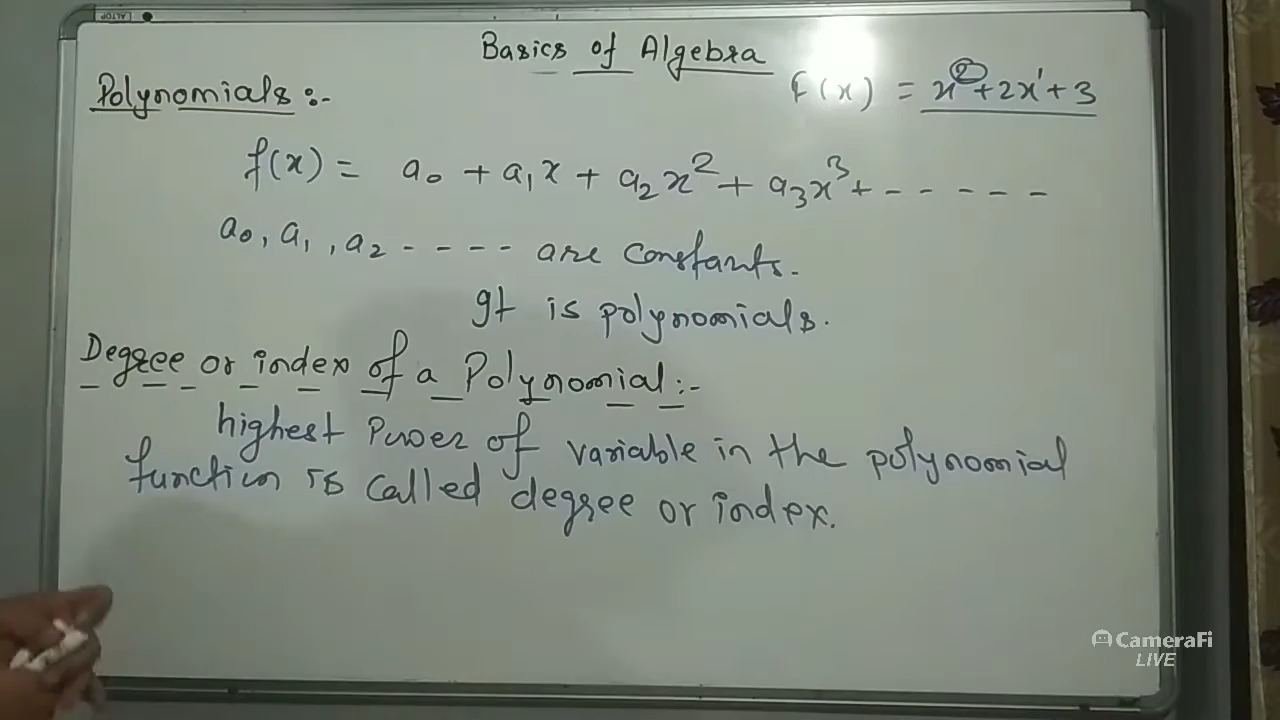 Basics of Algebra
f(x) = x² + 2x¹ + 3
Polynomials :-
f(x) = a₀ + a₁x + a₂x² + a₃x³ + - - - - -
a₀, a₁, a₂ - - - - are constants.
It is polynomials.
Degree or index of a Polynomial :-
highest Power of variable in the polynomial
function is called degree or index.
CameraFi
LIVE